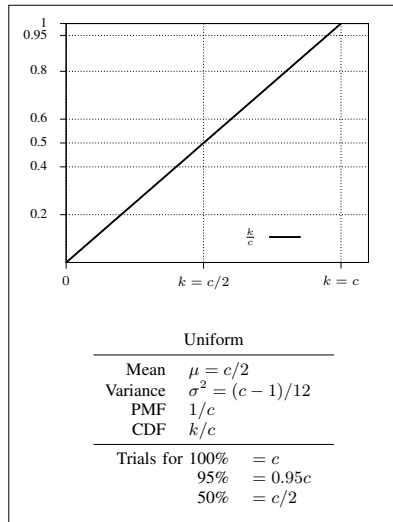 1
0.95
0.8
0.6
0.5
0.4
0.2
k/c
0 k = c/2 k = c
Uniform
Mean μ = c/2
Variance σ² = (c − 1)/12
PMF 1/c
CDF k/c
Trials for 100% = c
95% = 0.95c
50% = c/2